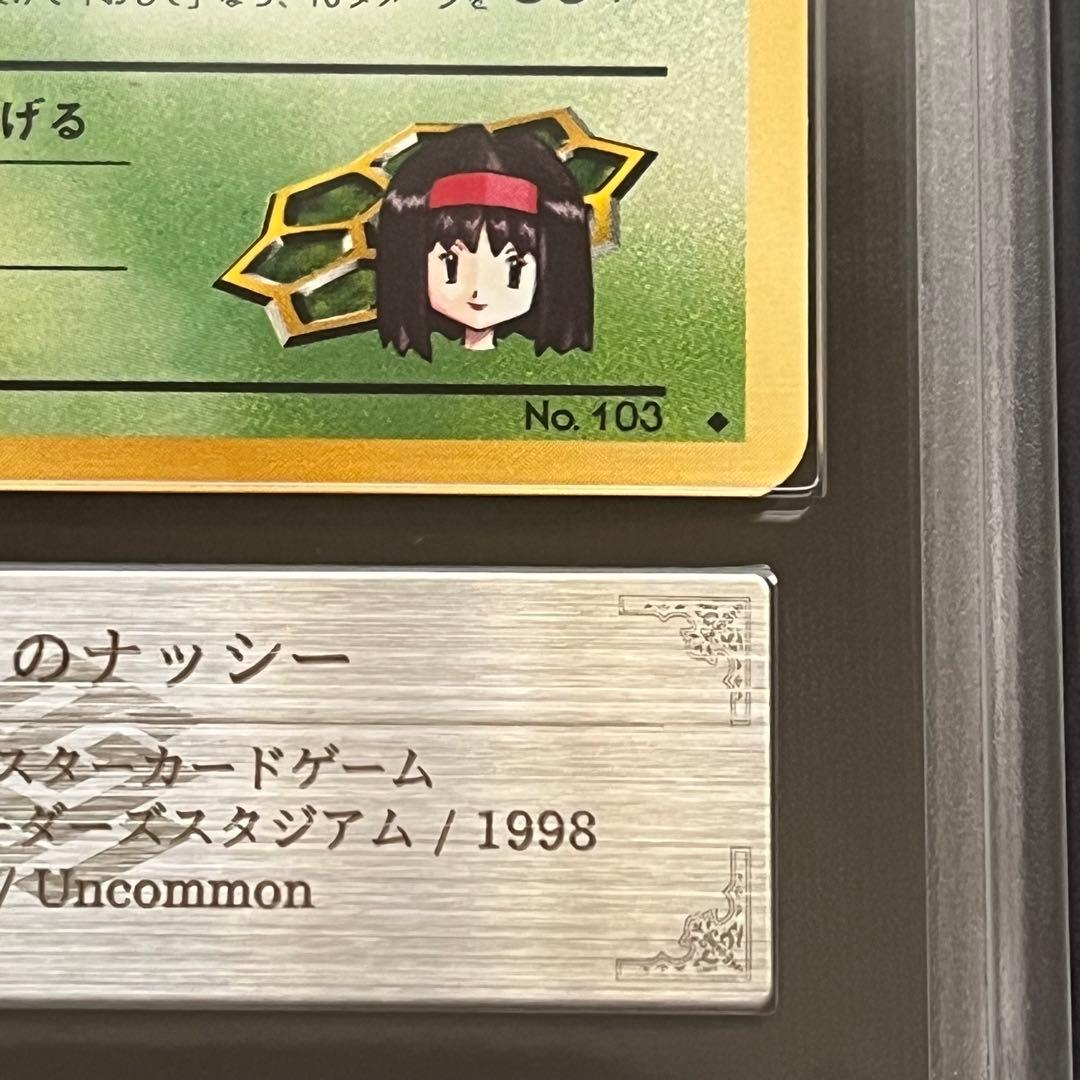 げる
No. 103
のナッシー
スターカードゲーム
ーダーズスタジアム / 1998
/ Uncommon